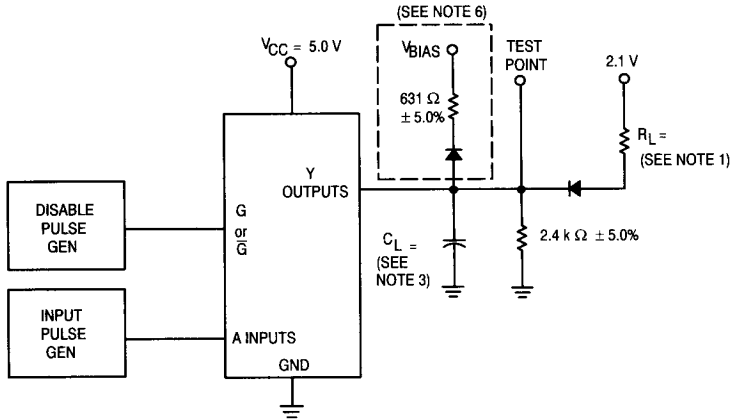 (SEE NOTE 6)
VCC = 5.0 V
VBIAS
TEST
POINT
2.1 V
631 Ω
± 5.0%
RL =
(SEE NOTE 1)
Y
OUTPUTS
DISABLE
PULSE
GEN
G
or
G̅
CL =
(SEE
NOTE 3)
2.4 k Ω ± 5.0%
INPUT
PULSE
GEN
A INPUTS
GND